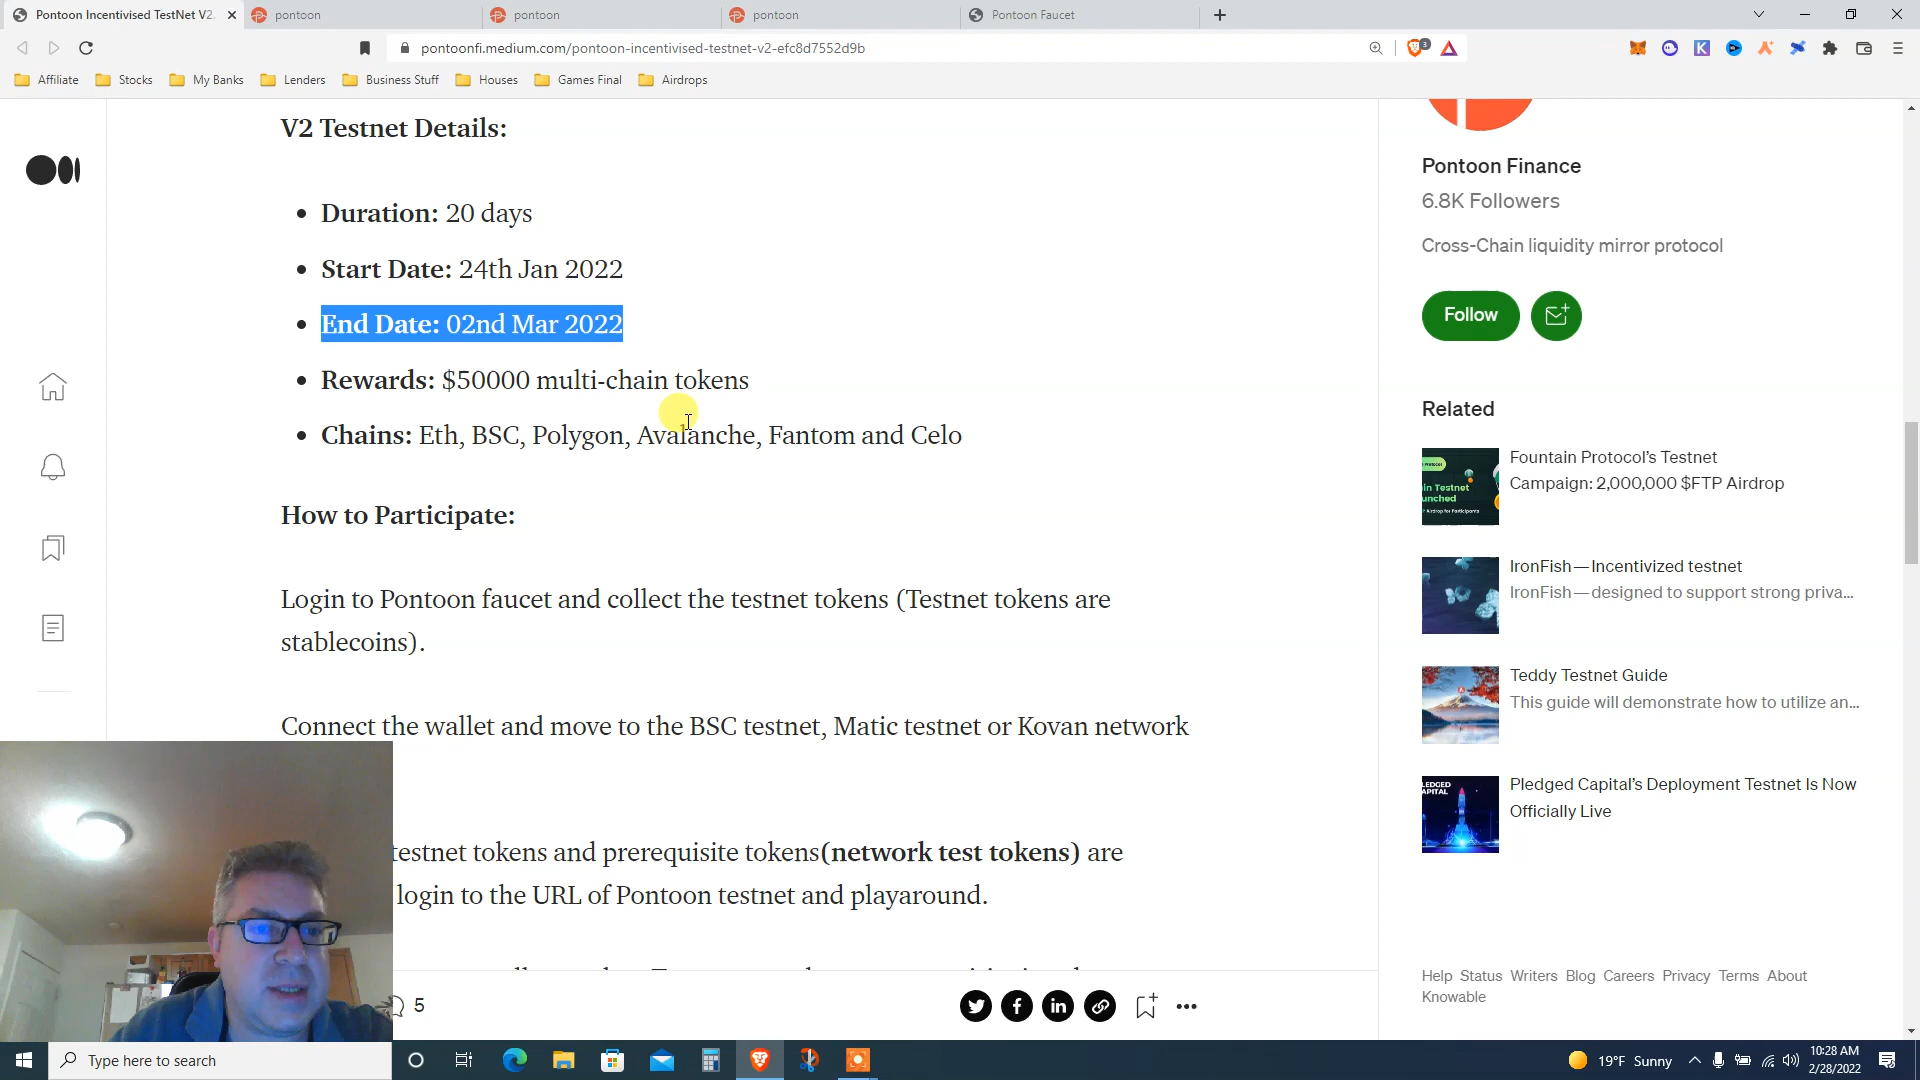 Pontoon Incentivised TestNet V2.
pontoon
pontoon
pontoon
Pontoon Faucet
pontoonfi.medium.com/pontoon-incentivised-testnet-v2-efc8d7552d9b
3
Affiliate
Stocks
My Banks
Lenders
Business Stuff
Houses
Games Final
Airdrops
V2 Testnet Details:
Duration: 20 days
Start Date: 24th Jan 2022
End Date: 02nd Mar 2022
Rewards: $50000 multi-chain tokens
Chains: Eth, BSC, Polygon, Avalanche, Fantom and Celo
How to Participate:
Login to Pontoon faucet and collect the testnet tokens (Testnet tokens are
stablecoins).
Connect the wallet and move to the BSC testnet, Matic testnet or Kovan network
testnet tokens and prerequisite tokens(network test tokens) are
login to the URL of Pontoon testnet and playaround.
5
Pontoon Finance
6.8K Followers
Cross-Chain liquidity mirror protocol
Follow
Related
Fountain Protocol's Testnet
Campaign: 2,000,000 $FTP Airdrop
IronFish—Incentivized testnet
IronFish—designed to support strong priva...
Teddy Testnet Guide
This guide will demonstrate how to utilize an...
Pledged Capital's Deployment Testnet Is Now
Officially Live
Help Status Writers Blog Careers Privacy Terms About
Knowable
Type here to search
19°F Sunny
10:28 AM
2/28/2022